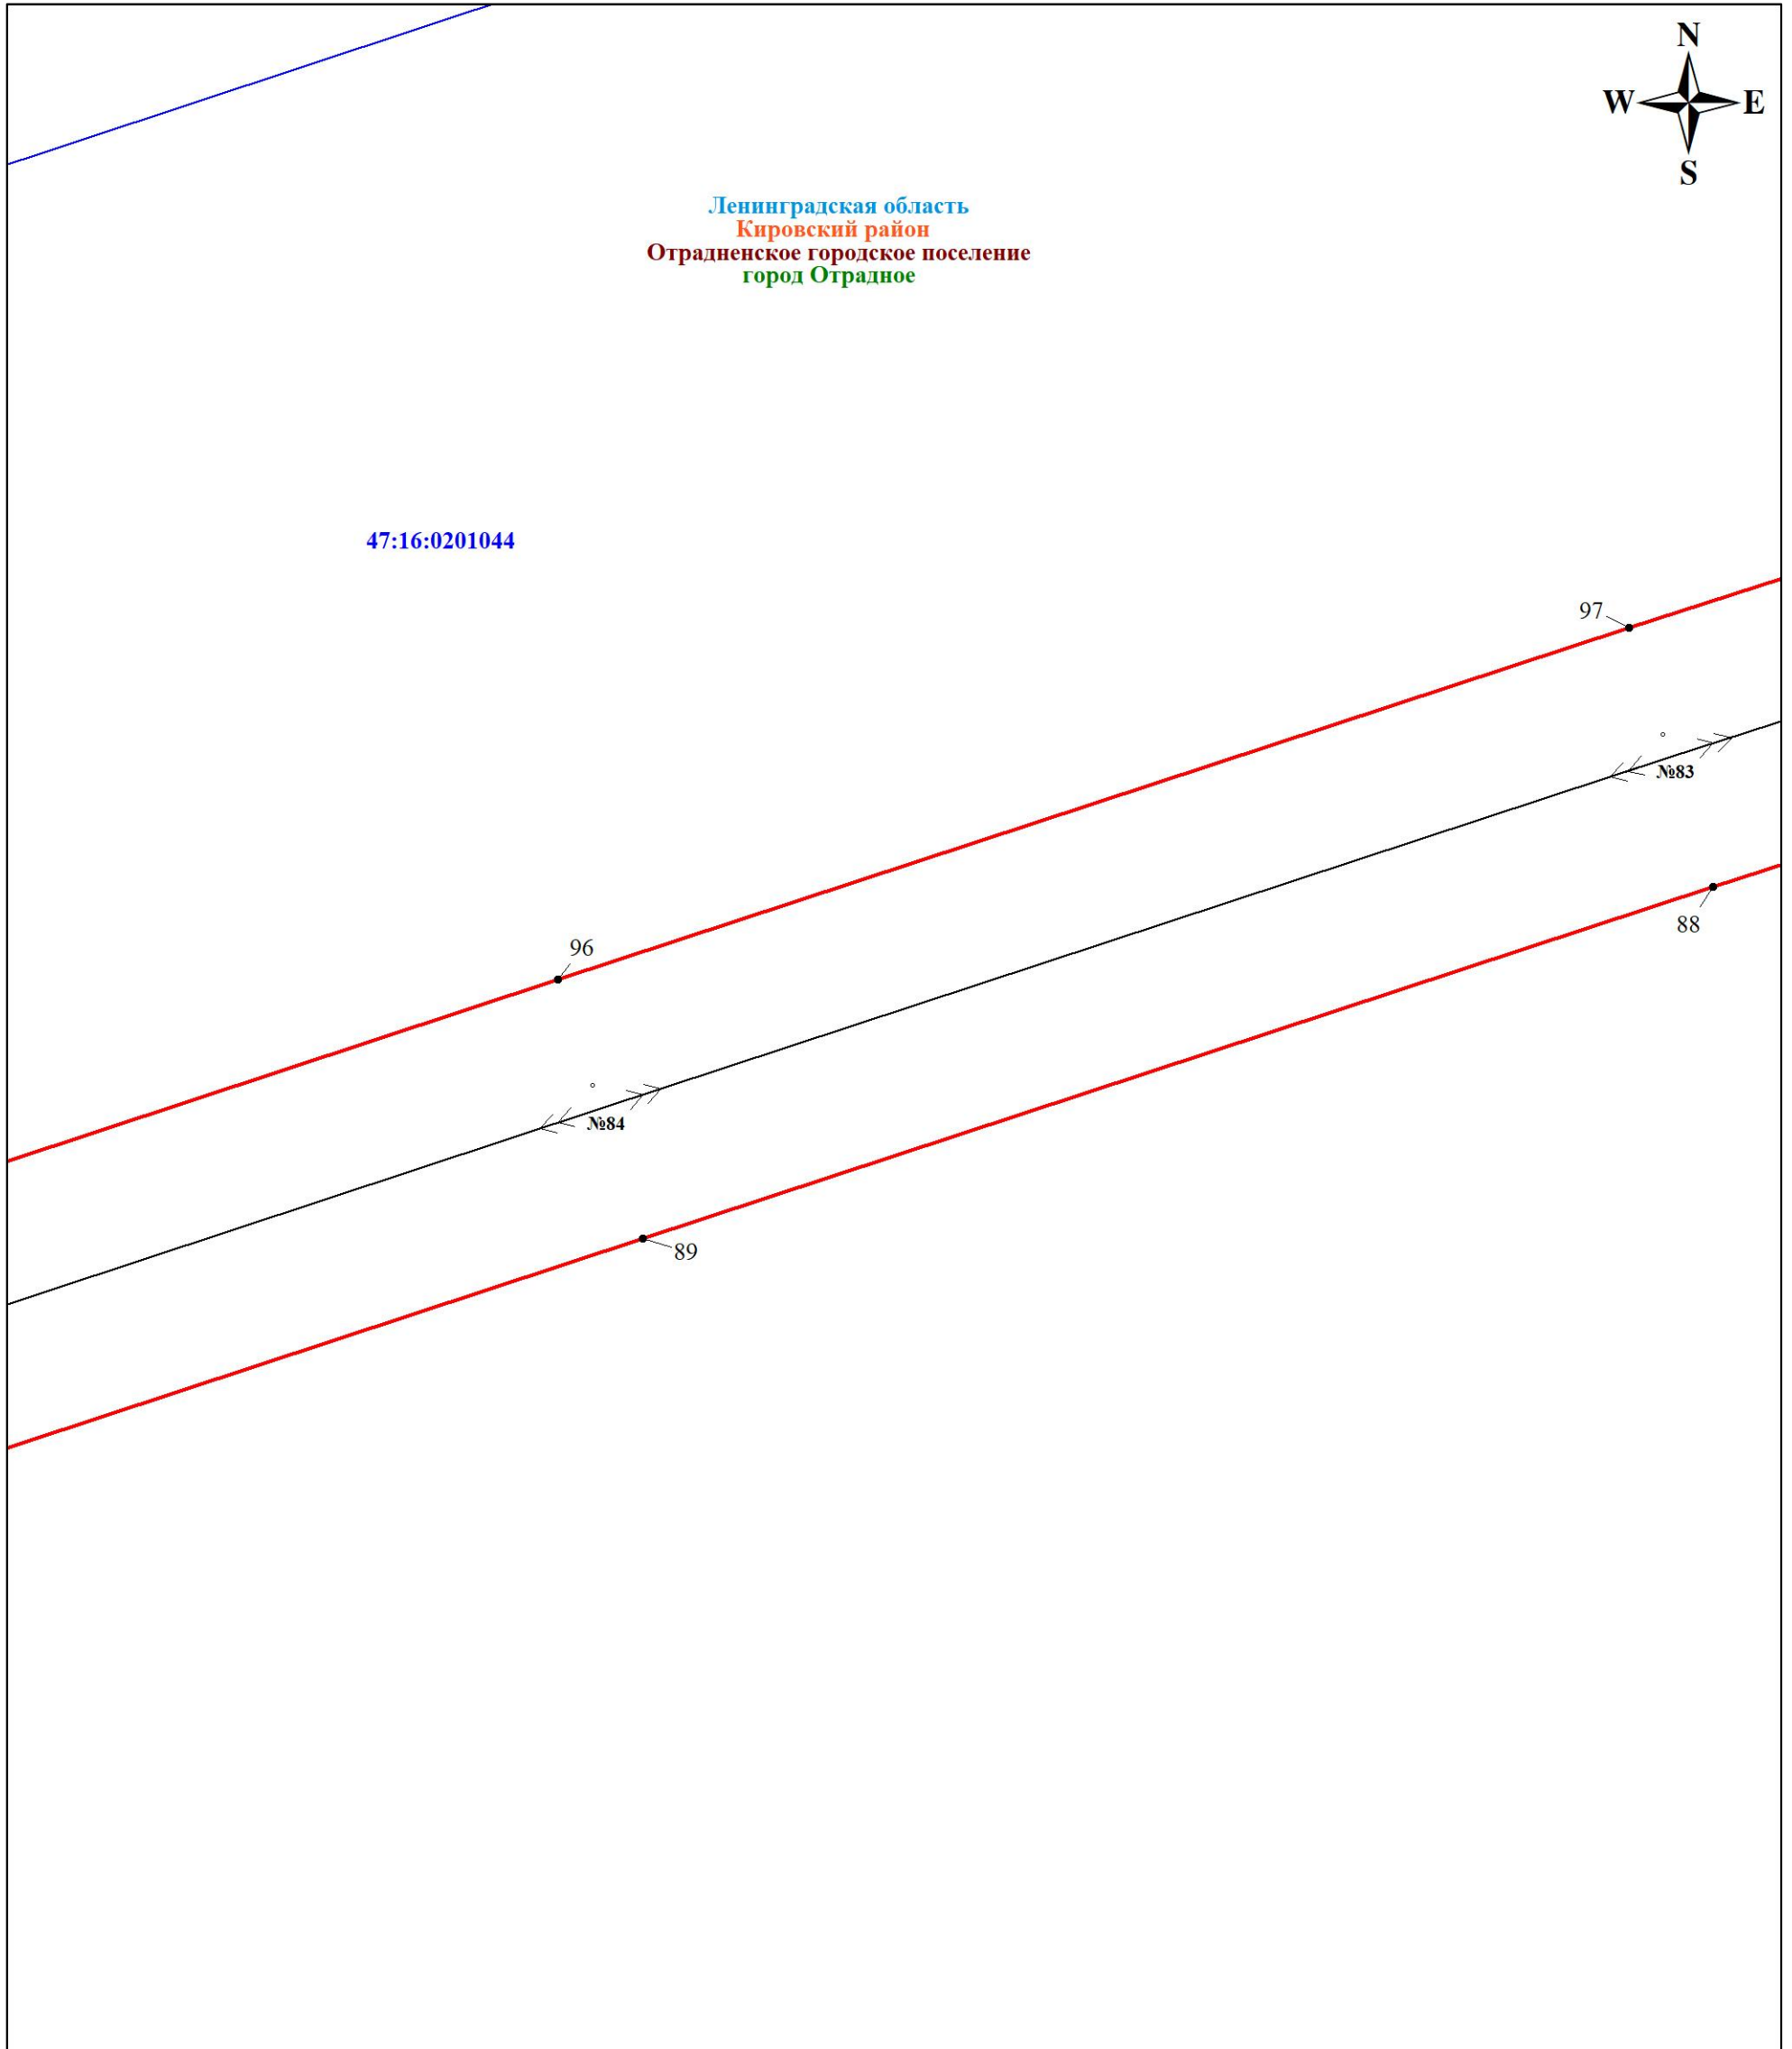 N
W E
S
Ленинградская область
Кировский район
Отрадненское городское поселение
город Отрадное
47:16:0201044
97
№83
88
96
№84
89